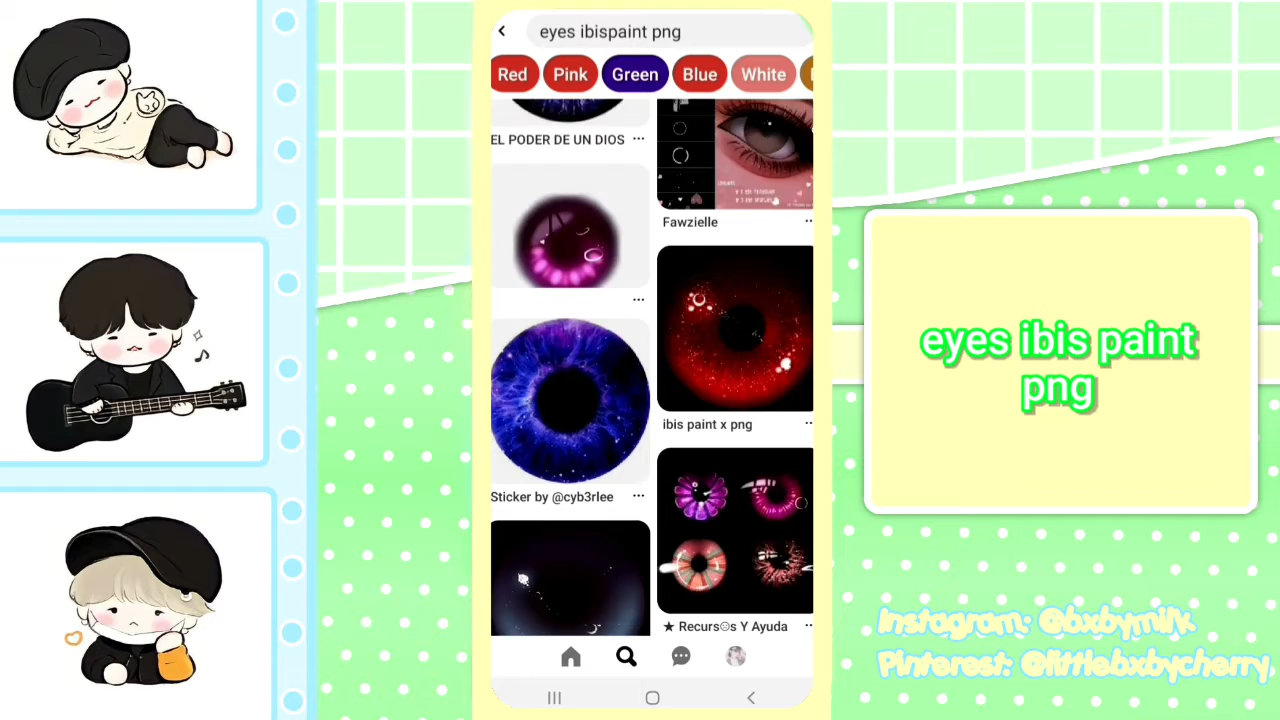 eyes ibispaint png
Red Pink Green Blue White
EL PODER DE UN DIOS
Fawzielle
ibis paint x png
Sticker by @cyb3rlee
★ Recurs☹s Y Ayuda
eyes ibis paint
png
Instagram: @bxbymilk
Pinterest: @littlebxbycherry,